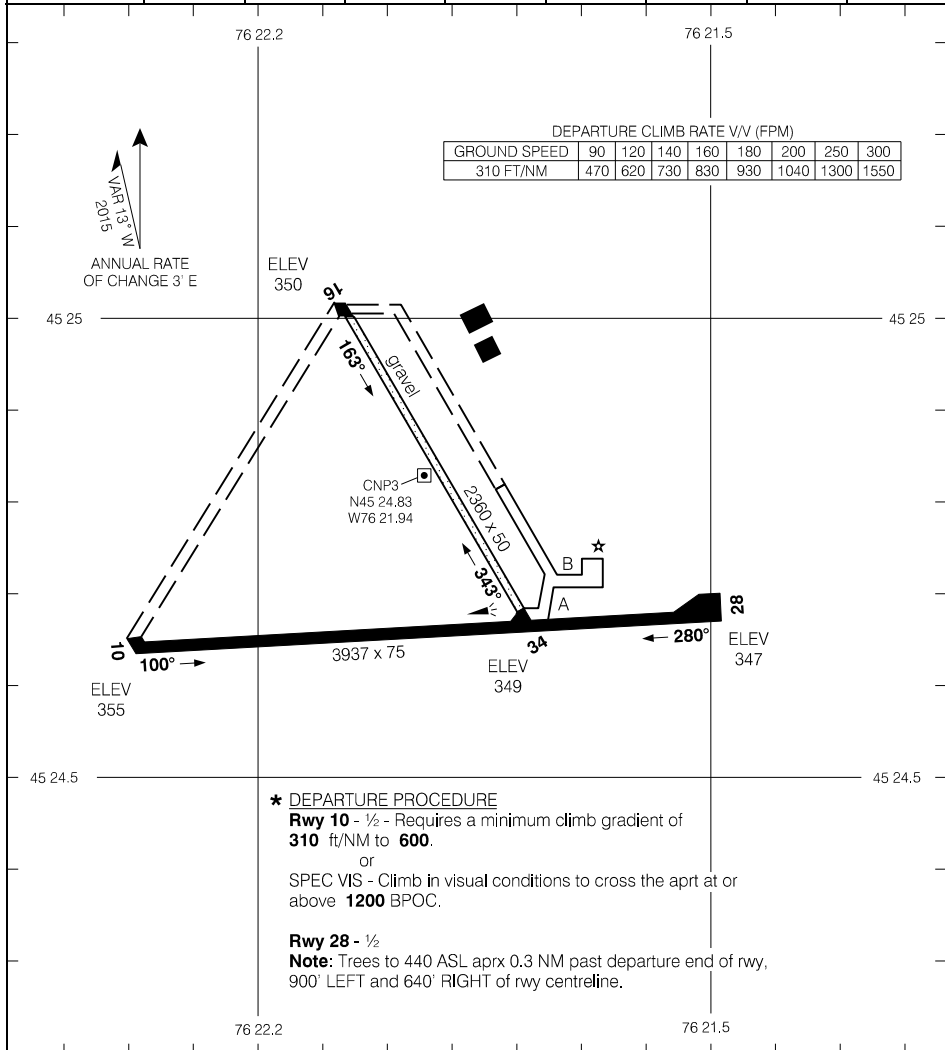 76 22.2
76 21.5
DEPARTURE CLIMB RATE V/V (FPM)
GROUND SPEED 90 120 140 160 180 200 250 300
310 FT/NM 470 620 730 830 930 1040 1300 1550
VAR 13° W
2015
ANNUAL RATE
OF CHANGE 3' E
ELEV
350
16
45 25
45 25
163°
gravel
CNP3
N45 24.83
W76 21.94
2360 x 50
B
A
343°
28
34
280°
ELEV
347
10
100°
3937 x 75
ELEV
349
ELEV
355
45 24.5
45 24.5
* DEPARTURE PROCEDURE
Rwy 10 - ½ - Requires a minimum climb gradient of
310 ft/NM to 600.
or
SPEC VIS - Climb in visual conditions to cross the aprt at or
above 1200 BPOC.
Rwy 28 - ½
Note: Trees to 440 ASL aprx 0.3 NM past departure end of rwy,
900' LEFT and 640' RIGHT of rwy centreline.
76 22.2
76 21.5